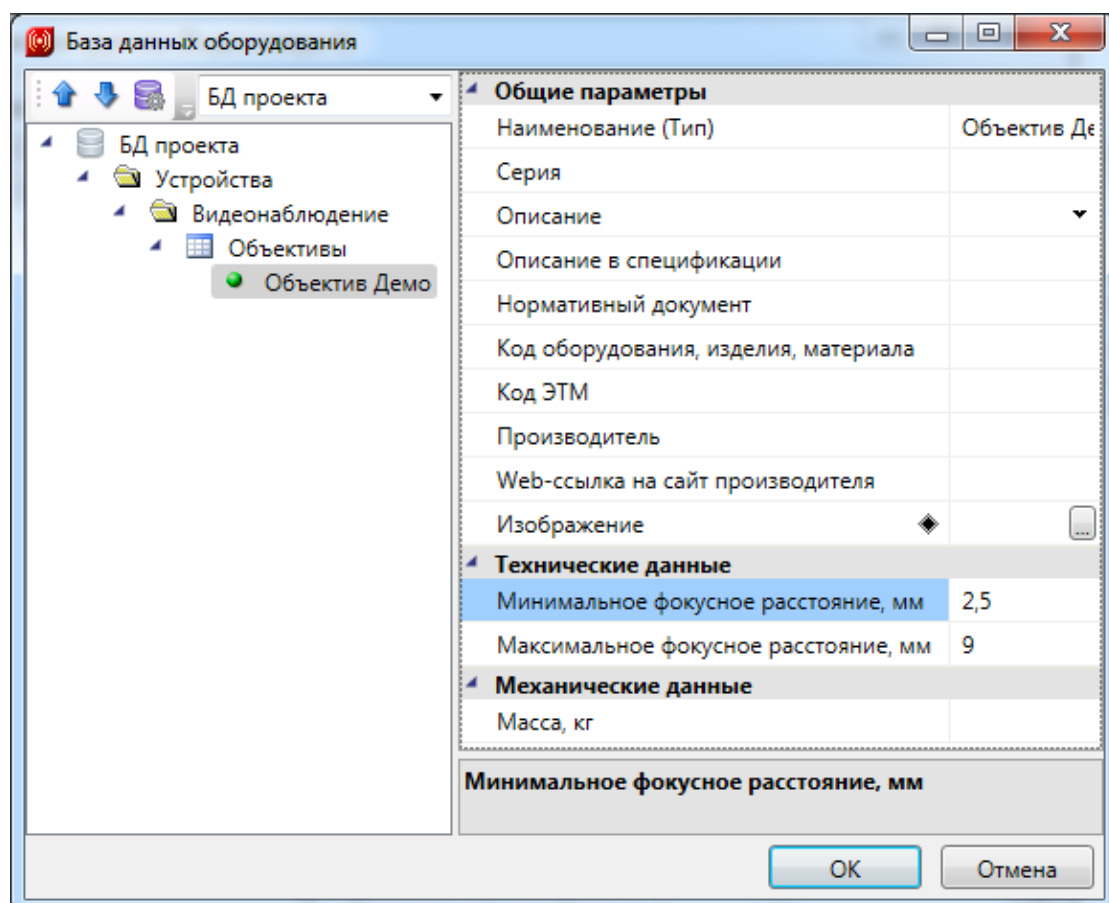 База данных оборудования
БД проекта
БД проекта
Устройства
Видеонаблюдение
Объективы
Объектив Демо
Общие параметры
Наименование (Тип) Объектив Де
Серия
Описание
Описание в спецификации
Нормативный документ
Код оборудования, изделия, материала
Код ЭТМ
Производитель
Web-ссылка на сайт производителя
Изображение ...
Технические данные
Минимальное фокусное расстояние, мм 2,5
Максимальное фокусное расстояние, мм 9
Механические данные
Масса, кг
Минимальное фокусное расстояние, мм
ОК Отмена